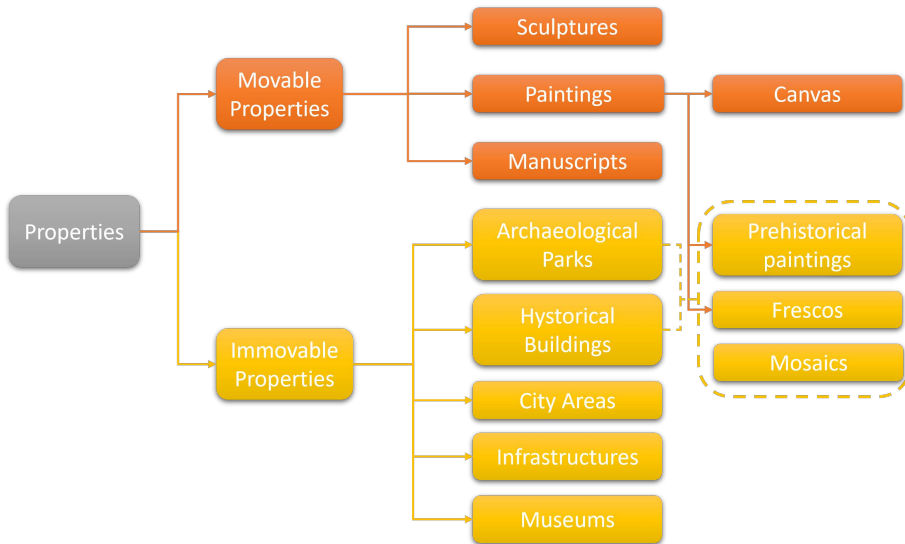 Properties
Movable
Properties
Sculptures
Paintings
Manuscripts
Canvas
Immovable
Properties
Archaeological
Parks
Hystorical
Buildings
City Areas
Infrastructures
Museums
Prehistorical
paintings
Frescos
Mosaics